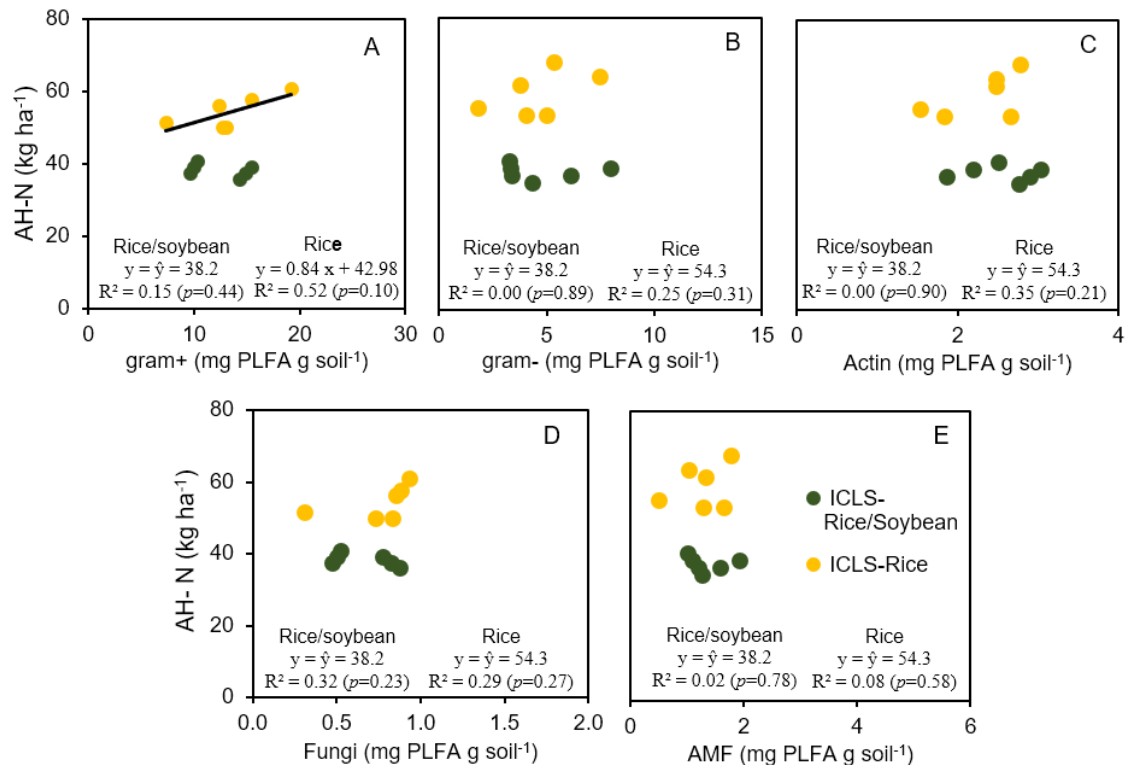 A
AH-N (kg ha⁻¹)
80
60
40
20
0
Rice/soybean
y = ŷ = 38.2
R² = 0.15 (p=0.44)
Rice
y = 0.84 x + 42.98
R² = 0.52 (p=0.10)
0 10 20 30
gram+ (mg PLFA g soil⁻¹)
B
Rice/soybean
y = ŷ = 38.2
R² = 0.00 (p=0.89)
Rice
y = ŷ = 54.3
R² = 0.25 (p=0.31)
0 5 10 15
gram- (mg PLFA g soil⁻¹)
C
Rice/soybean
y = ŷ = 38.2
R² = 0.00 (p=0.90)
Rice
y = ŷ = 54.3
R² = 0.35 (p=0.21)
0 2 4
Actin (mg PLFA g soil⁻¹)
D
AH- N (kg ha⁻¹)
80
60
40
20
0
Rice/soybean
y = ŷ = 38.2
R² = 0.32 (p=0.23)
Rice
y = ŷ = 54.3
R² = 0.29 (p=0.27)
0.0 0.5 1.0 1.5 2.0
Fungi (mg PLFA g soil⁻¹)
E
ICLS-
Rice/Soybean
ICLS-Rice
Rice/soybean
y = ŷ = 38.2
R² = 0.02 (p=0.78)
Rice
y = ŷ = 54.3
R² = 0.08 (p=0.58)
0 2 4 6
AMF (mg PLFA g soil⁻¹)